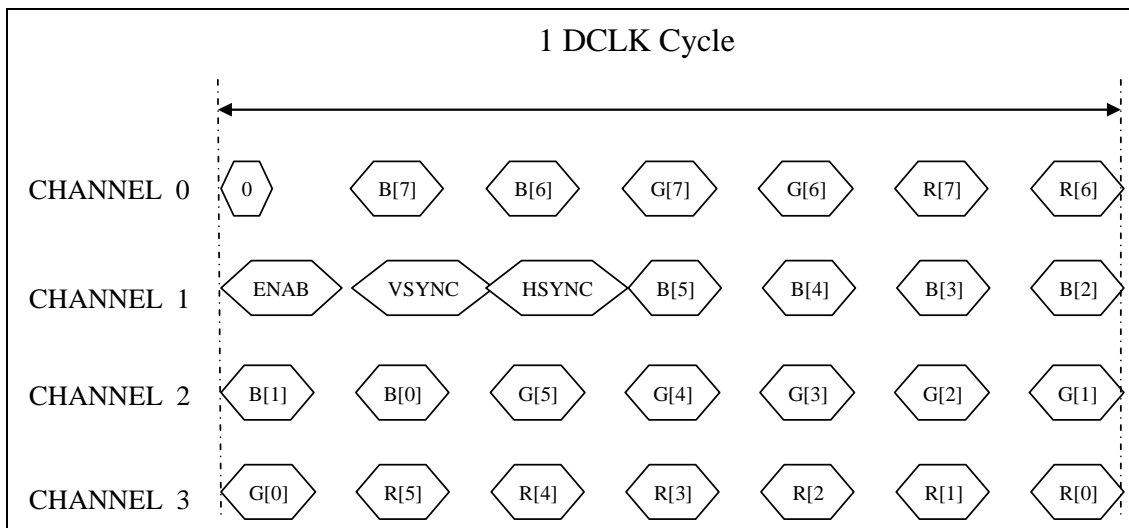 1 DCLK Cycle
CHANNEL 0 0 B[7] B[6] G[7] G[6] R[7] R[6]
CHANNEL 1 ENAB VSYNC HSYNC B[5] B[4] B[3] B[2]
CHANNEL 2 B[1] B[0] G[5] G[4] G[3] G[2] G[1]
CHANNEL 3 G[0] R[5] R[4] R[3] R[2 R[1] R[0]